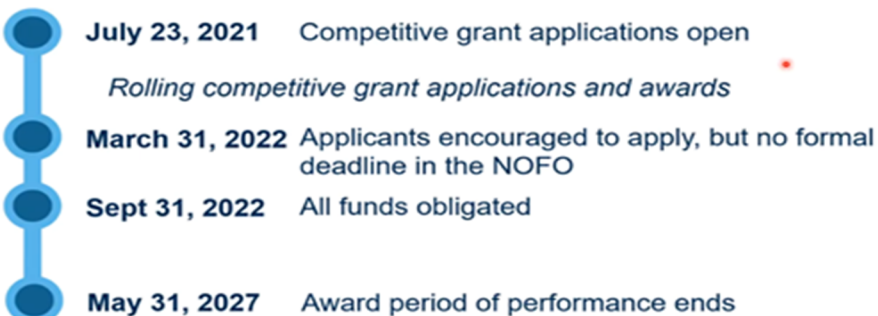 July 23, 2021 Competitive grant applications open
Rolling competitive grant applications and awards
March 31, 2022 Applicants encouraged to apply, but no formal
deadline in the NOFO
Sept 31, 2022 All funds obligated
May 31, 2027 Award period of performance ends